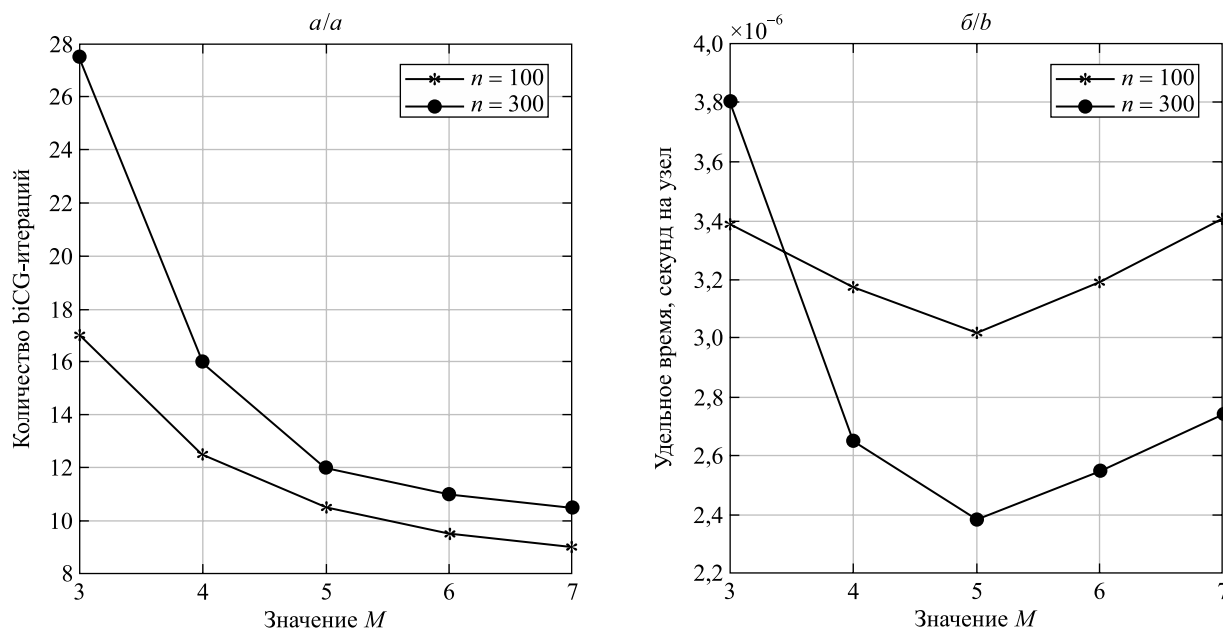 a/a
28
26
24
22
20
18
16
14
12
10
8
3 4 5 6 7
Количество biCG-итераций
Значение M
n = 100
n = 300
б/b
×10⁻⁶
4,0
3,8
3,6
3,4
3,2
3,0
2,8
2,6
2,4
2,2
3 4 5 6 7
Удельное время, секунд на узел
Значение M
n = 100
n = 300